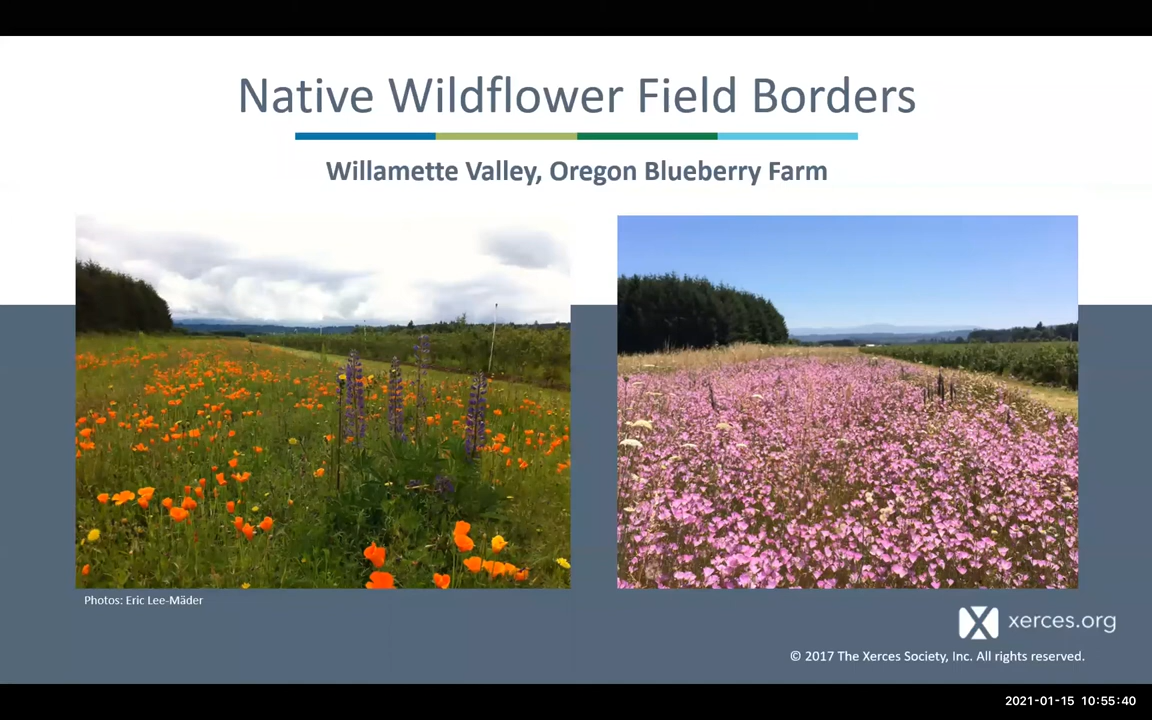 Native Wildflower Field Borders
Willamette Valley, Oregon Blueberry Farm
Photos: Eric Lee-Mäder
xerces.org
© 2017 The Xerces Society, Inc. All rights reserved.
2021-01-15 10:55:40